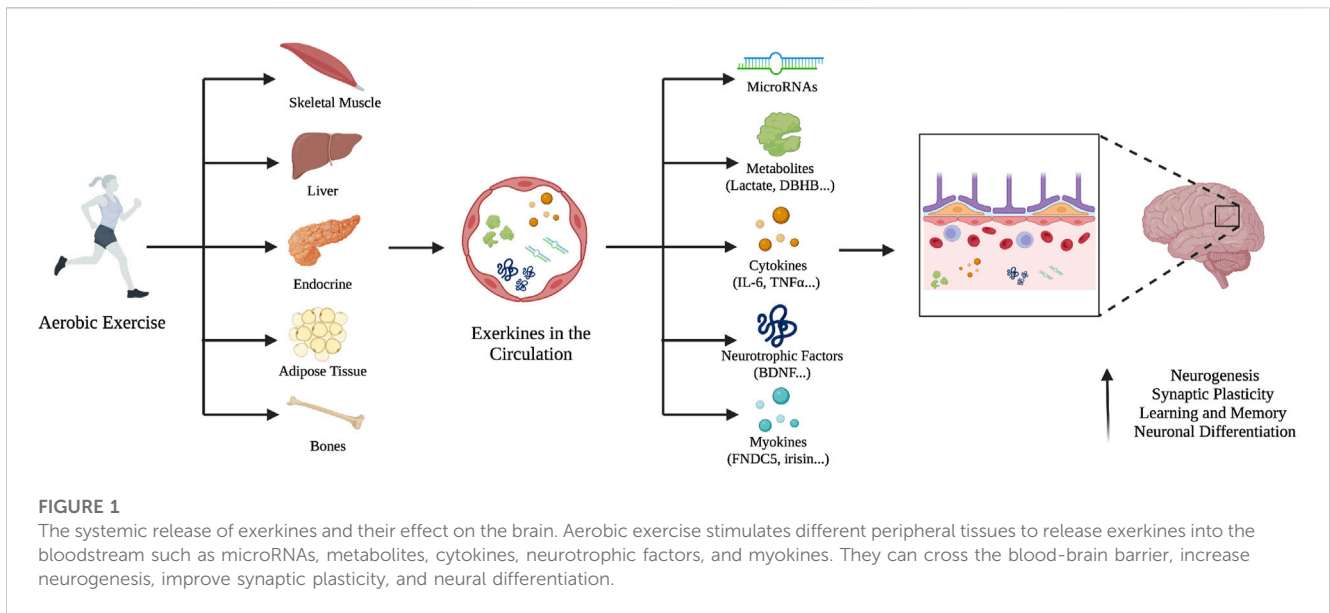 Aerobic Exercise
Skeletal Muscle
Liver
Endocrine
Adipose Tissue
Bones
Exerkines in the
Circulation
MicroRNAs
Metabolites
(Lactate, DBHB...)
Cytokines
(IL-6, TNFα...)
Neurotrophic Factors
(BDNF...)
Myokines
(FNDC5, irisin...)
Neurogenesis
Synaptic Plasticity
Learning and Memory
Neuronal Differentiation
FIGURE 1
The systemic release of exerkines and their effect on the brain. Aerobic exercise stimulates different peripheral tissues to release exerkines into the
bloodstream such as microRNAs, metabolites, cytokines, neurotrophic factors, and myokines. They can cross the blood-brain barrier, increase
neurogenesis, improve synaptic plasticity, and neural differentiation.